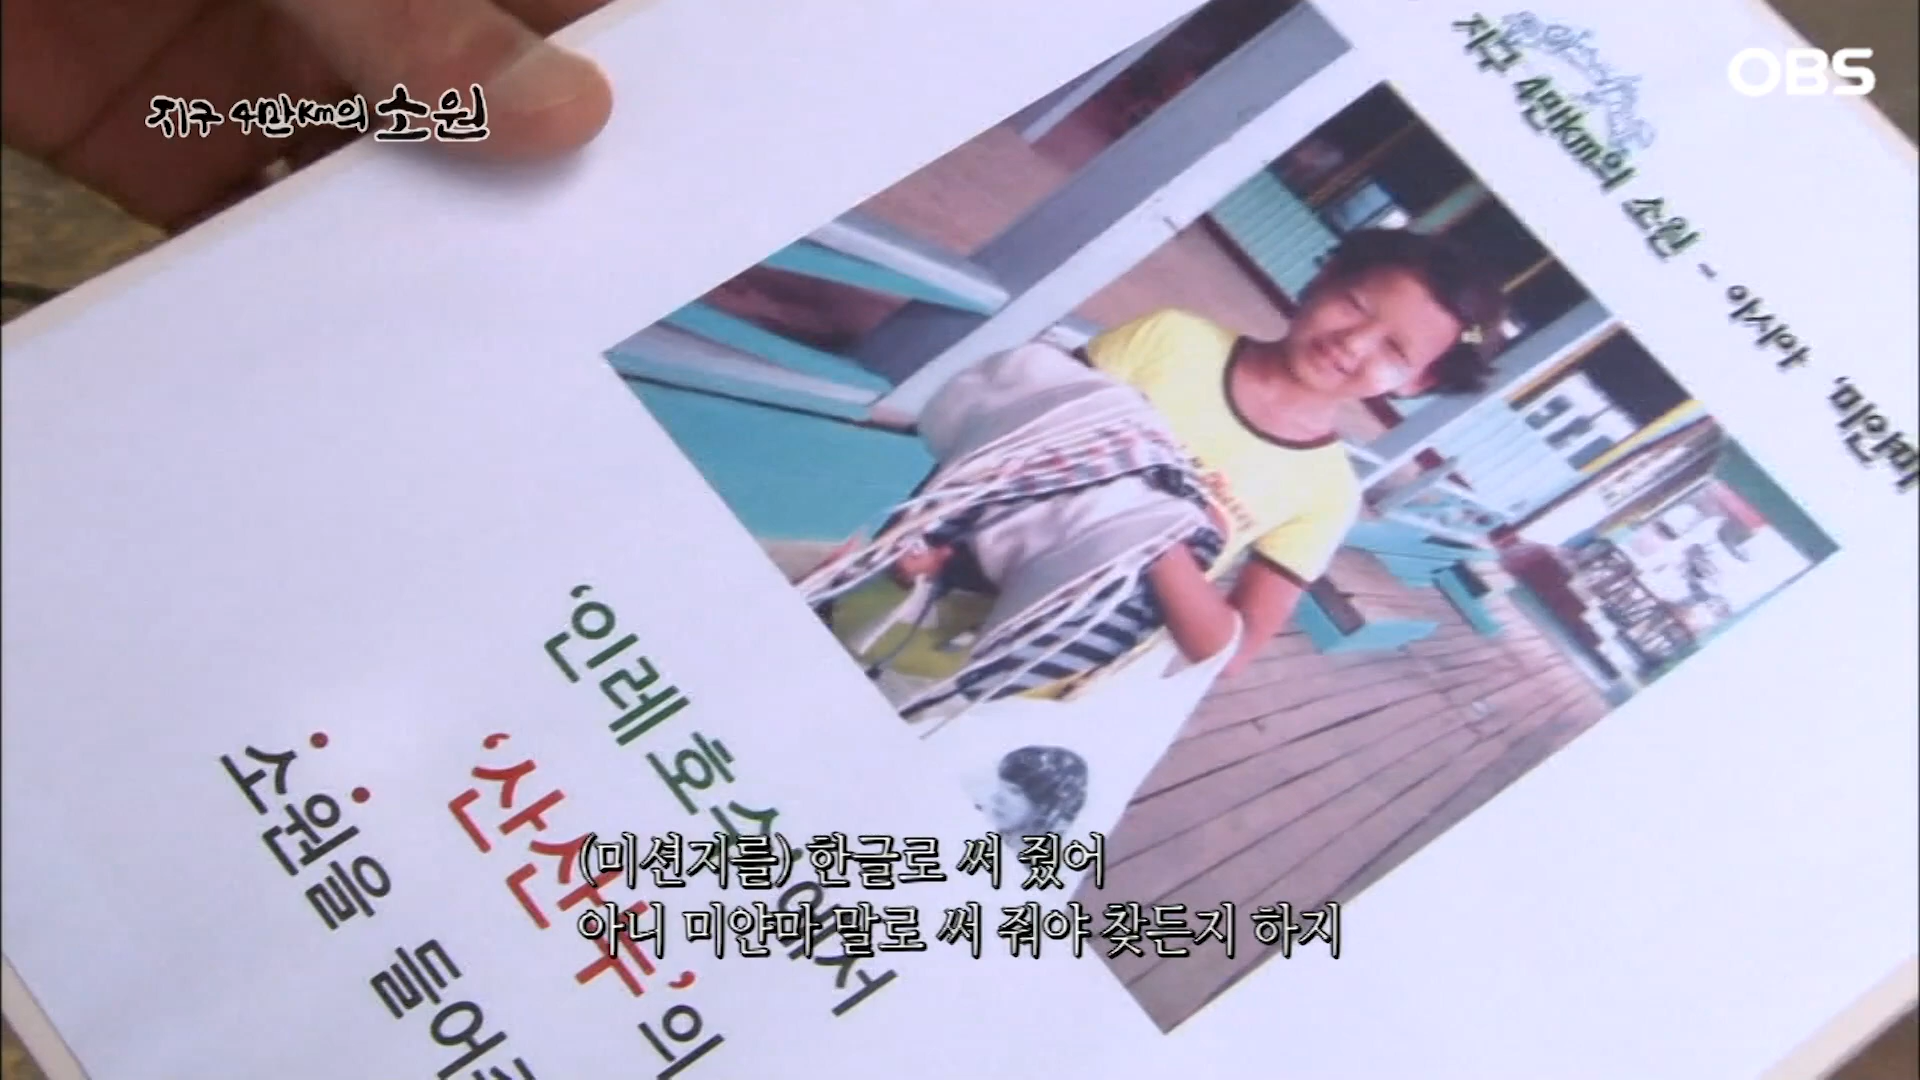 지구 4만km의 소원
OBS
지구 4만km의 소원 - 아시아 '미얀마
'인레 호수'에서
'산산누'의
소원을 들어
(미션지를) 한글로 써 줬어
아니 미얀마 말로 써 줘야 찾든지 하지